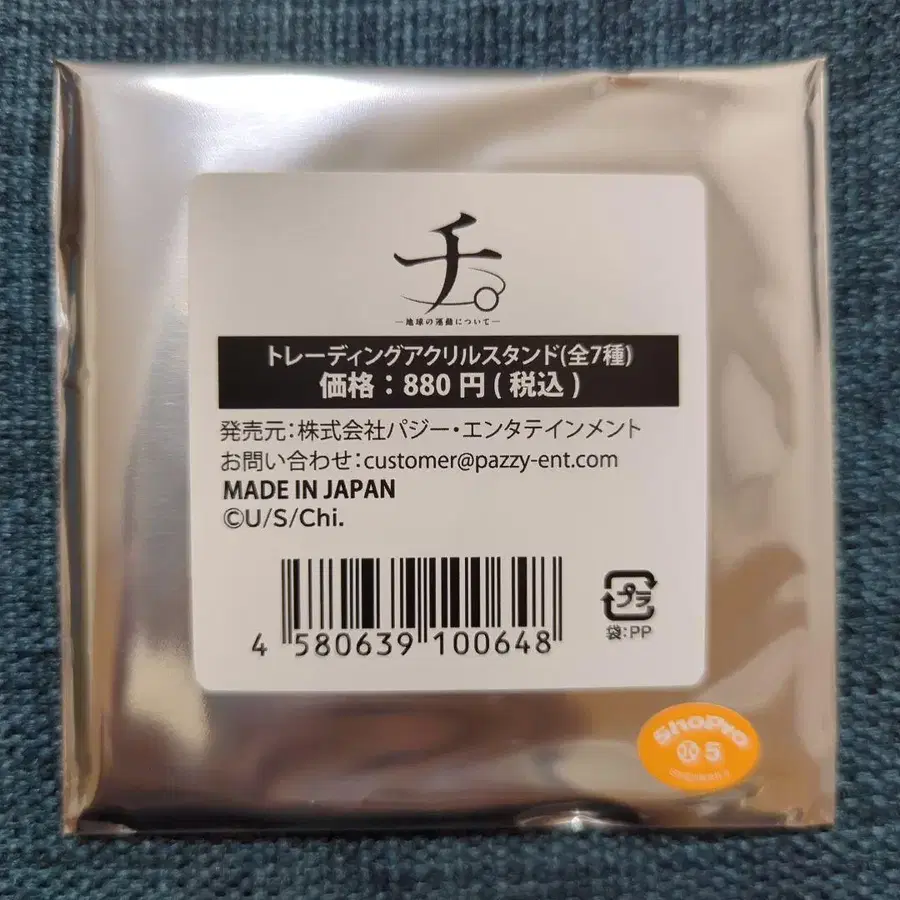 チ。
―地球の運動について―
トレーディングアクリルスタンド(全7種)
価格：880円(税込)
発売元：株式会社パジー・エンタテインメント
お問い合わせ：customer@pazzy-ent.com
MADE IN JAPAN
©U/S/Chi.
4 580639 100648
プラ
袋：PP
ShoPro
小 5